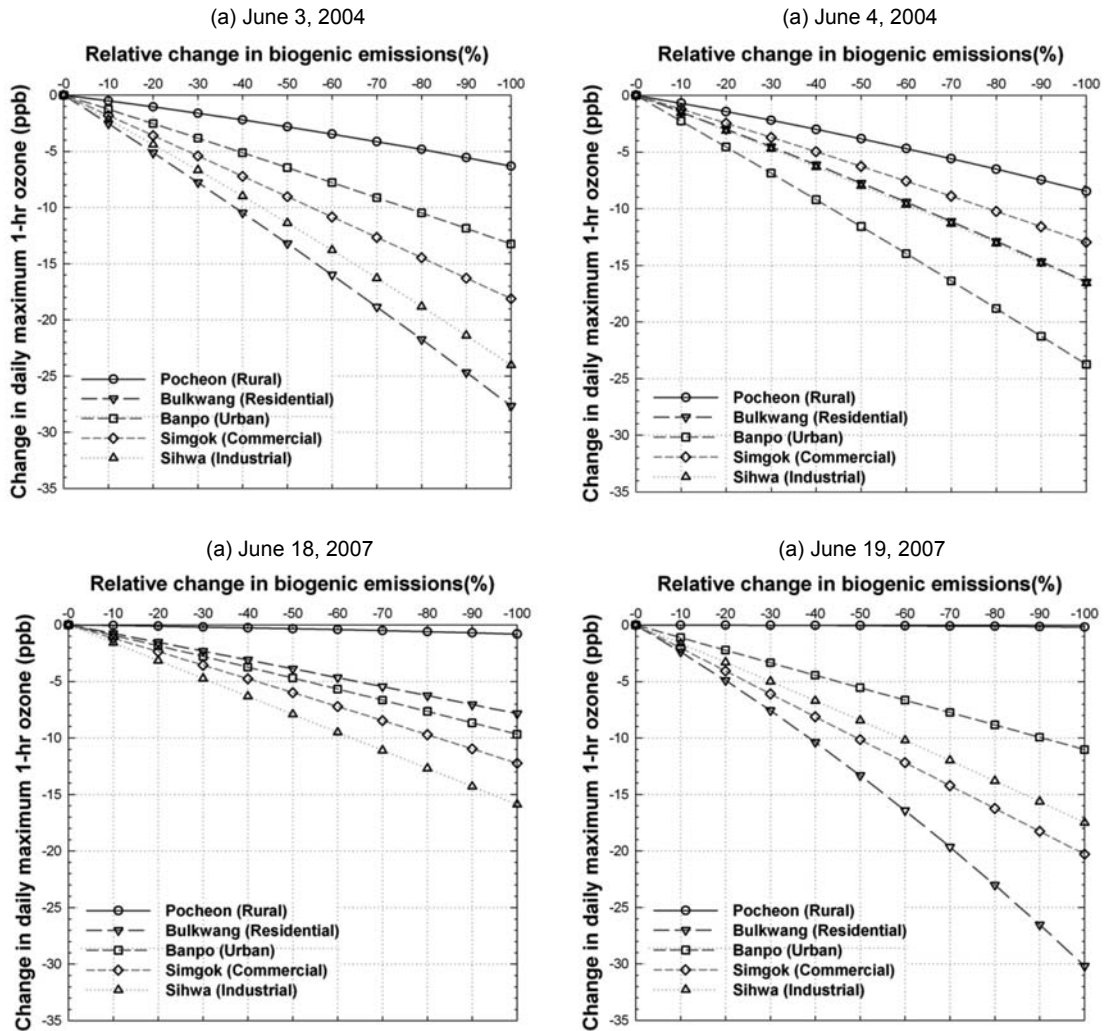 (a) June 3, 2004
Relative change in biogenic emissions(%)
-0 -10 -20 -30 -40 -50 -60 -70 -80 -90 -100
Change in daily maximum 1-hr ozone (ppb)
0
-5
-10
-15
-20
-25
-30
-35
Pocheon (Rural)
Bulkwang (Residential)
Banpo (Urban)
Simgok (Commercial)
Sihwa (Industrial)
(a) June 4, 2004
Relative change in biogenic emissions(%)
-0 -10 -20 -30 -40 -50 -60 -70 -80 -90 -100
Change in daily maximum 1-hr ozone (ppb)
0
-5
-10
-15
-20
-25
-30
-35
Pocheon (Rural)
Bulkwang (Residential)
Banpo (Urban)
Simgok (Commercial)
Sihwa (Industrial)
(a) June 18, 2007
Relative change in biogenic emissions(%)
-0 -10 -20 -30 -40 -50 -60 -70 -80 -90 -100
Change in daily maximum 1-hr ozone (ppb)
0
-5
-10
-15
-20
-25
-30
-35
Pocheon (Rural)
Bulkwang (Residential)
Banpo (Urban)
Simgok (Commercial)
Sihwa (Industrial)
(a) June 19, 2007
Relative change in biogenic emissions(%)
-0 -10 -20 -30 -40 -50 -60 -70 -80 -90 -100
Change in daily maximum 1-hr ozone (ppb)
0
-5
-10
-15
-20
-25
-30
-35
Pocheon (Rural)
Bulkwang (Residential)
Banpo (Urban)
Simgok (Commercial)
Sihwa (Industrial)